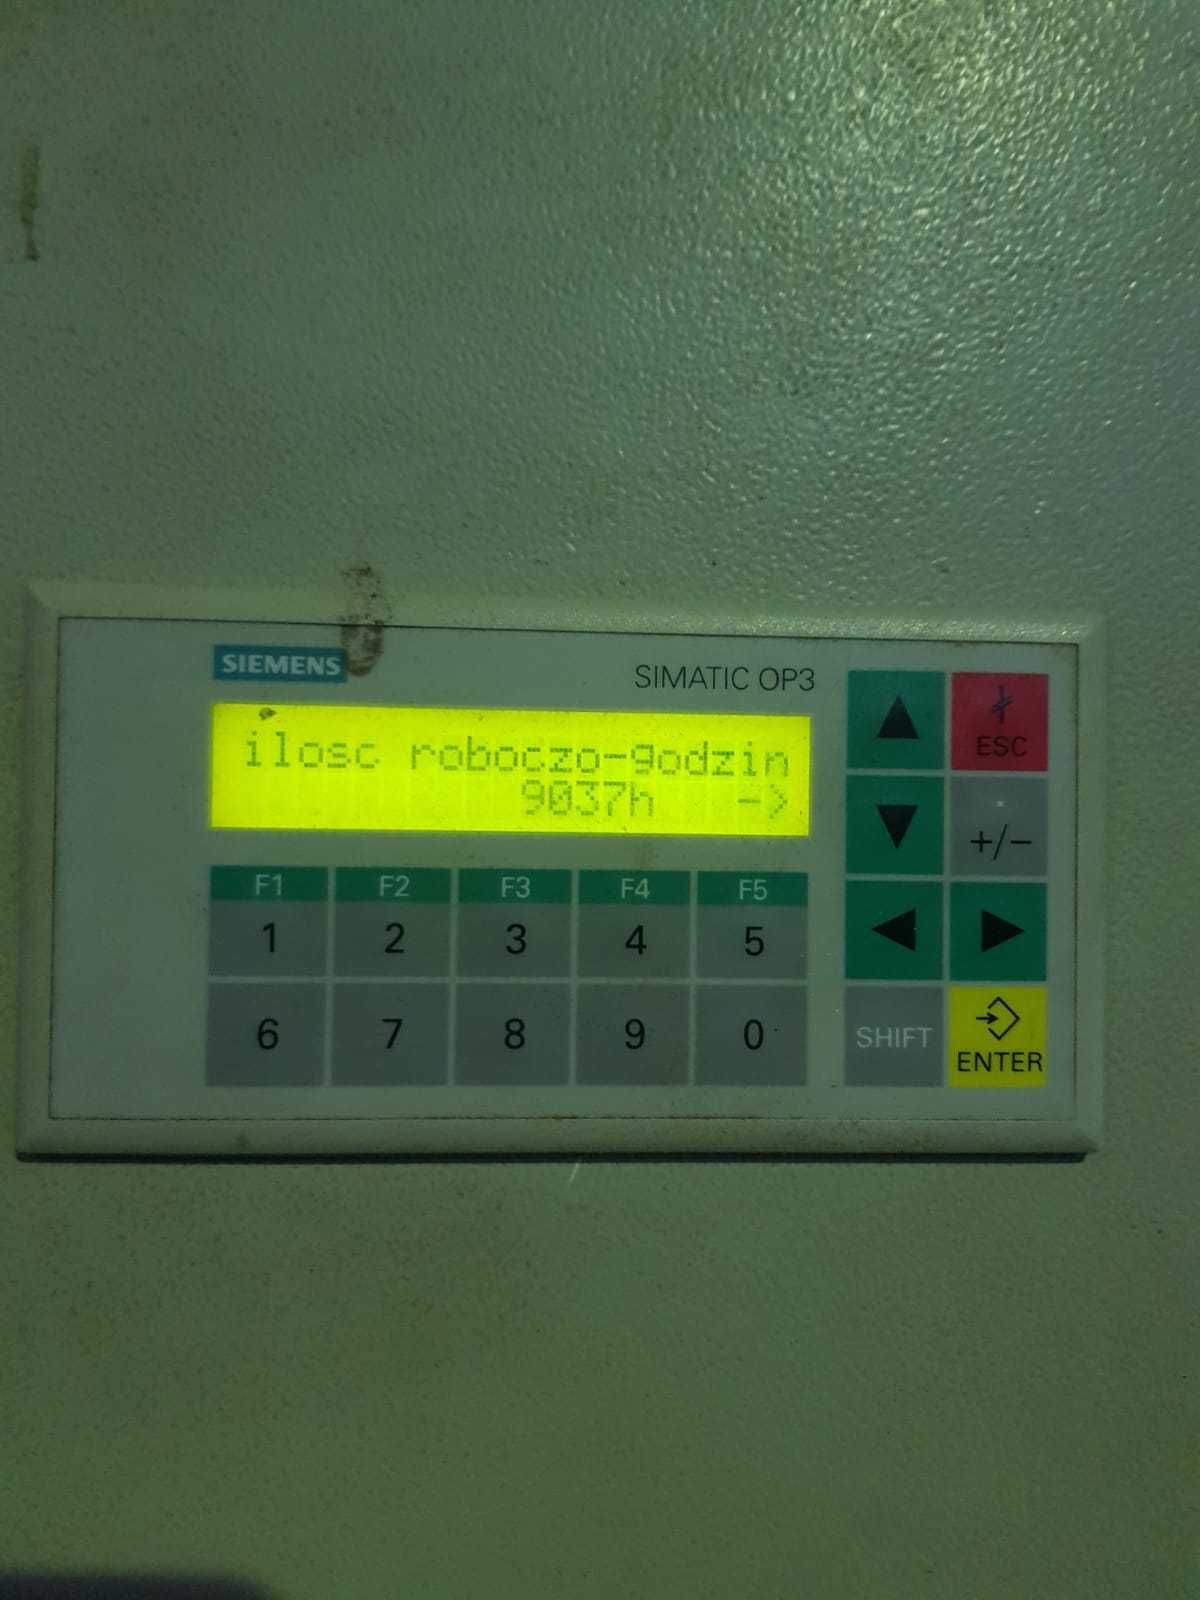 SIEMENS
SIMATIC OP3
ilosc roboczo-godzin
9037h ->
F1 F2 F3 F4 F5
1 2 3 4 5
6 7 8 9 0
ESC
+/−
SHIFT
ENTER